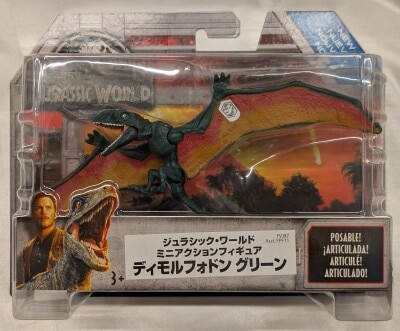 NEW
JURASSIC WORLD
ジュラシック・ワールド
ミニアクションフィギュア
ディモルフォドン グリーン
3+
POSABLE!
¡ARTICULADA!
ARTICULÉ!
ARTICULADO!